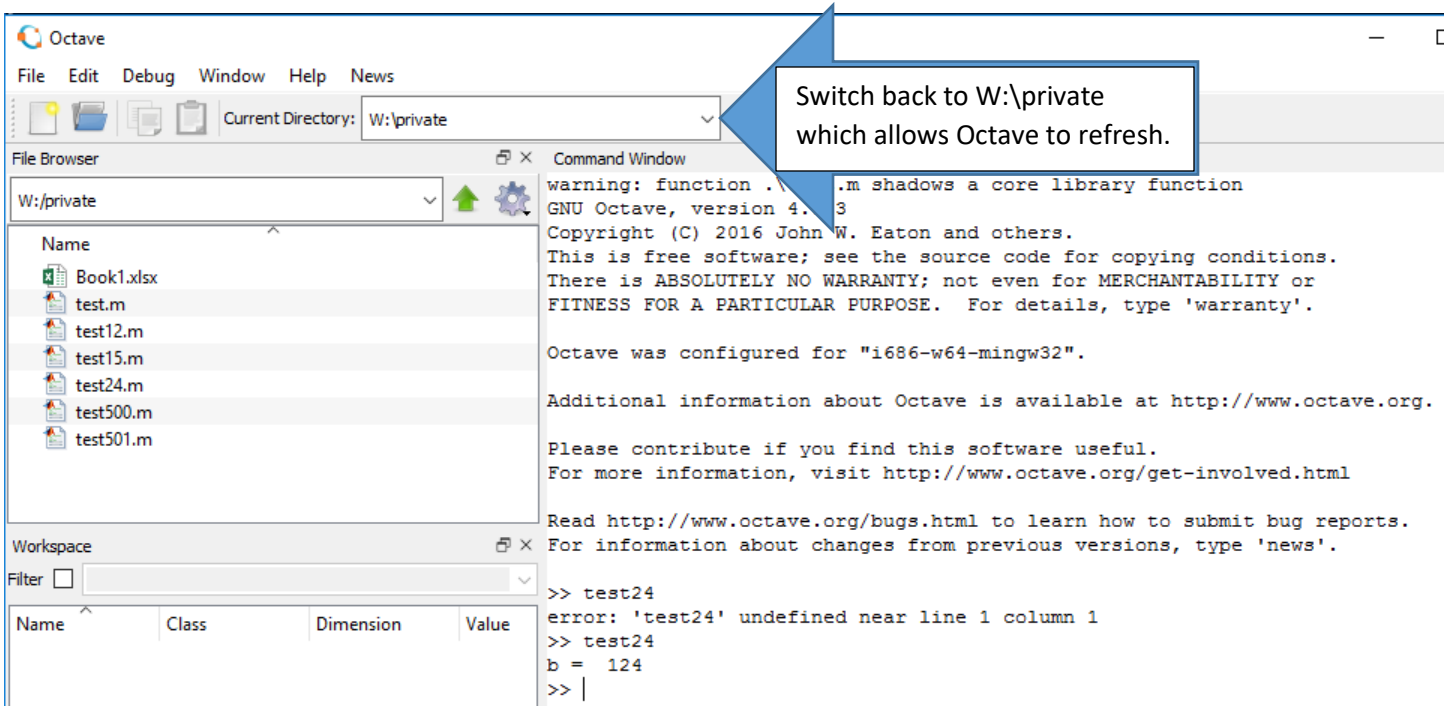 Octave
File Edit Debug Window Help News
Current Directory: W:\private
Switch back to W:\private
which allows Octave to refresh.
File Browser
W:/private
Name
Book1.xlsx
test.m
test12.m
test15.m
test24.m
test500.m
test501.m
Workspace
Filter
Name Class Dimension Value
Command Window
warning: function .\ .m shadows a core library function
GNU Octave, version 4. 3
Copyright (C) 2016 John W. Eaton and others.
This is free software; see the source code for copying conditions.
There is ABSOLUTELY NO WARRANTY; not even for MERCHANTABILITY or
FITNESS FOR A PARTICULAR PURPOSE.  For details, type 'warranty'.
Octave was configured for "i686-w64-mingw32".
Additional information about Octave is available at http://www.octave.org.
Please contribute if you find this software useful.
For more information, visit http://www.octave.org/get-involved.html
Read http://www.octave.org/bugs.html to learn how to submit bug reports.
For information about changes from previous versions, type 'news'.
>> test24
error: 'test24' undefined near line 1 column 1
>> test24
b =  124
>>